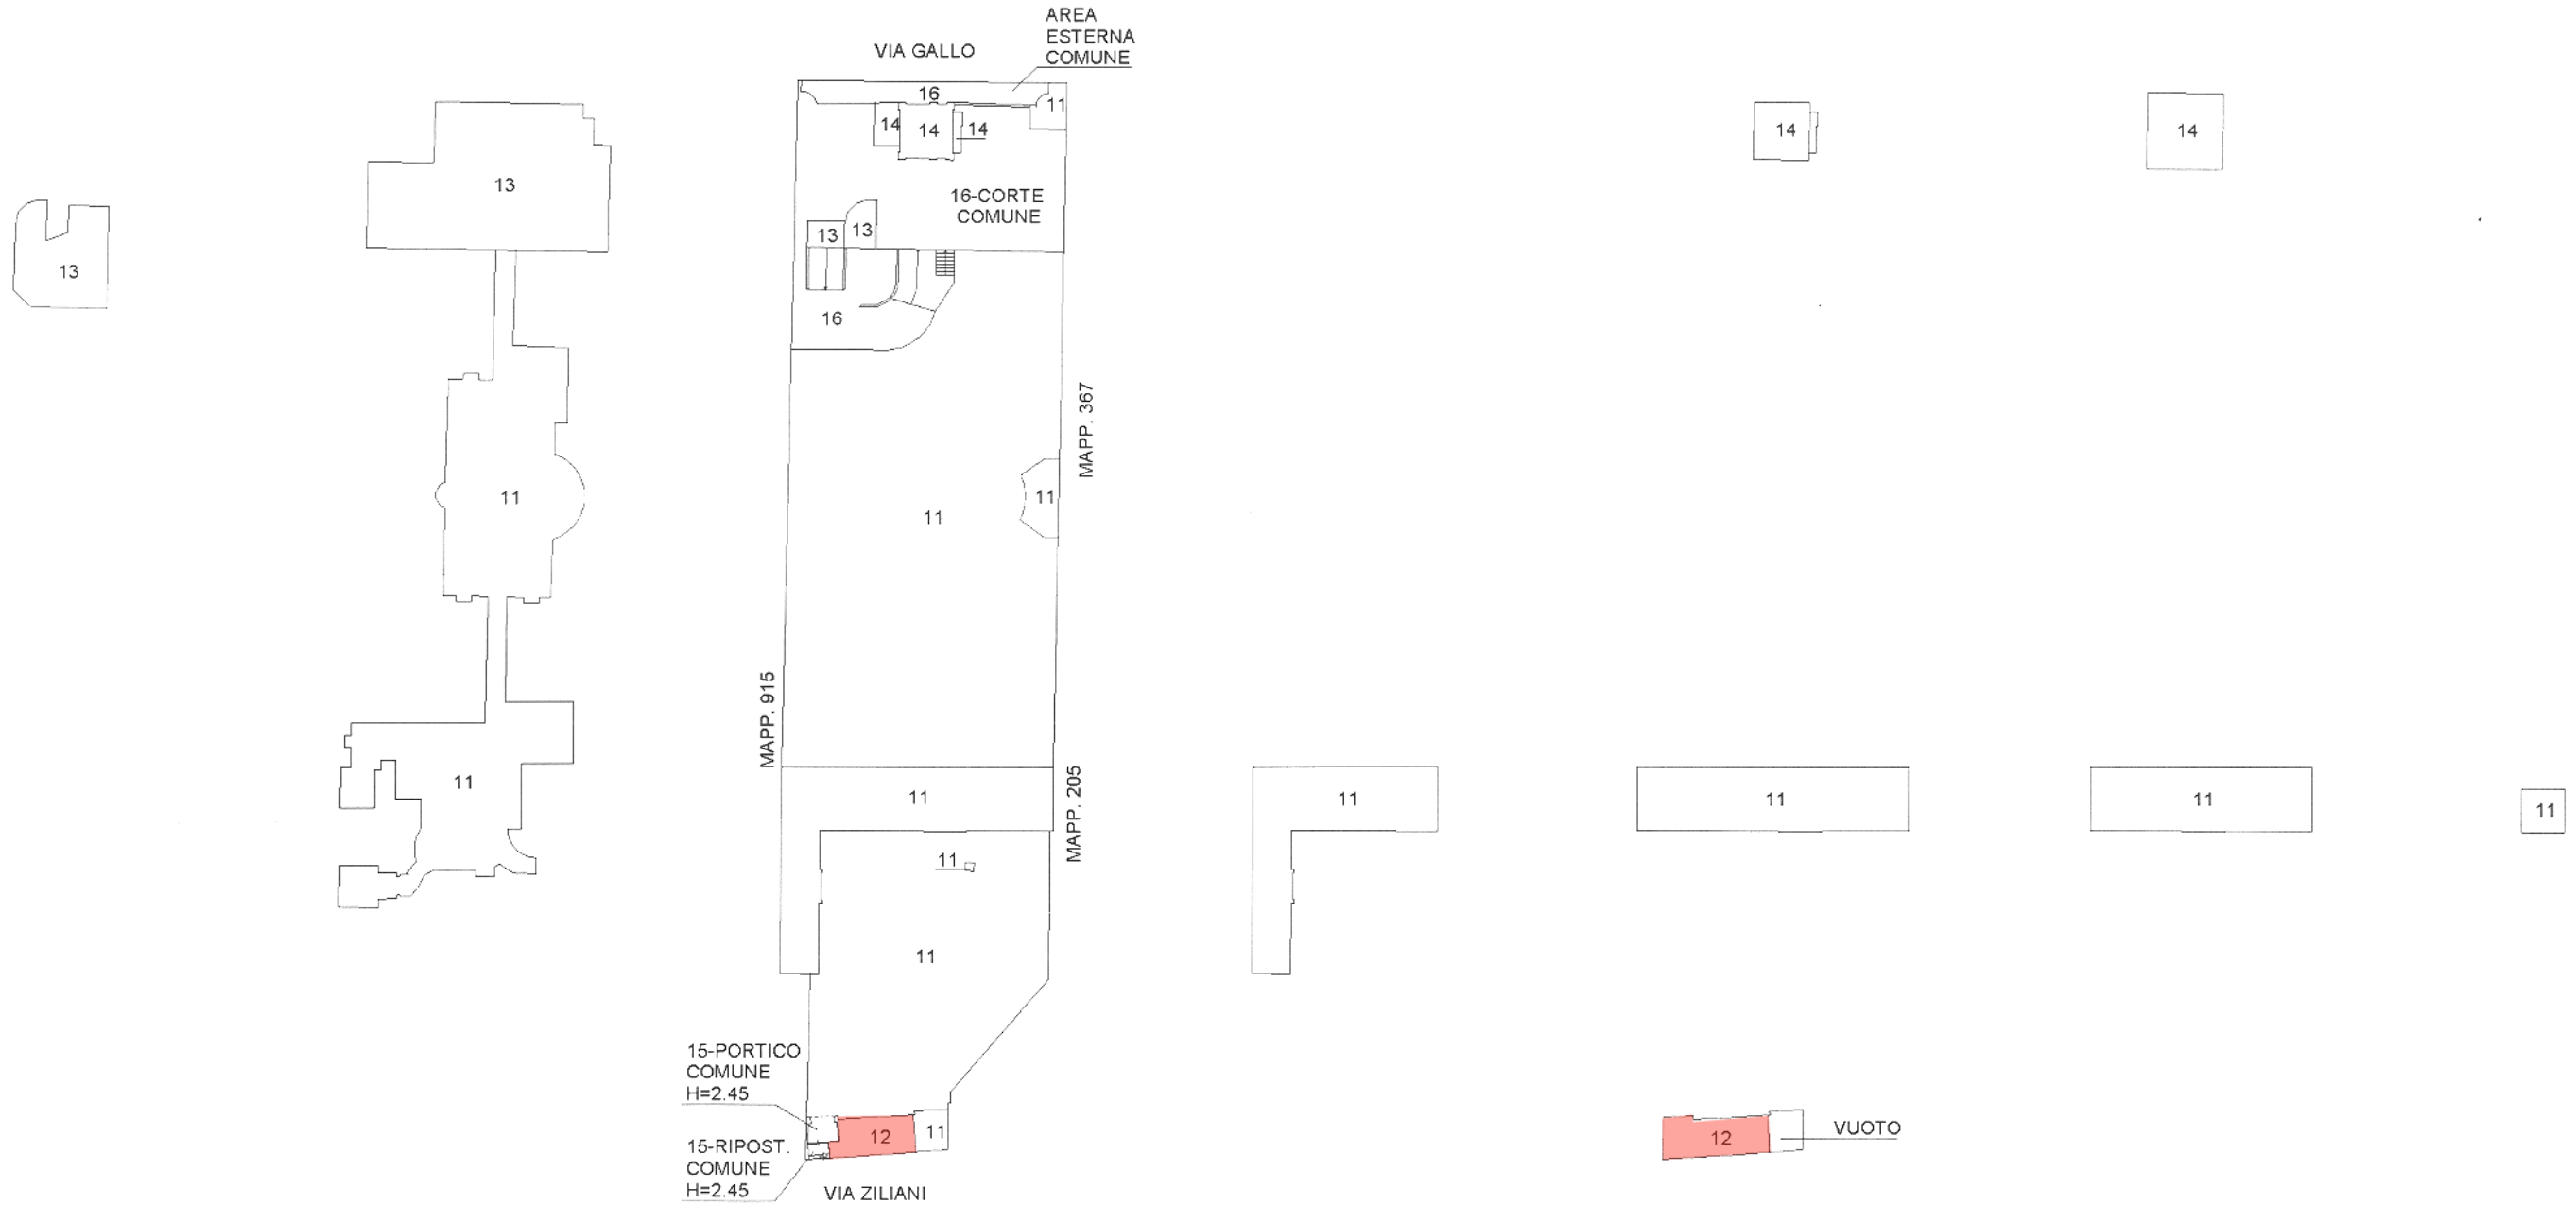 AREA
ESTERNA
COMUNE
VIA GALLO
16
11
14
14
14
14
14
13
16-CORTE
COMUNE
13
13
13
16
MAPP. 367
11
11
11
MAPP. 915
MAPP. 205
11
11
11
11
11
11
11
11
15-PORTICO
COMUNE
H=2.45
12
11
12
VUOTO
15-RIPOST.
COMUNE
H=2.45
VIA ZILIANI